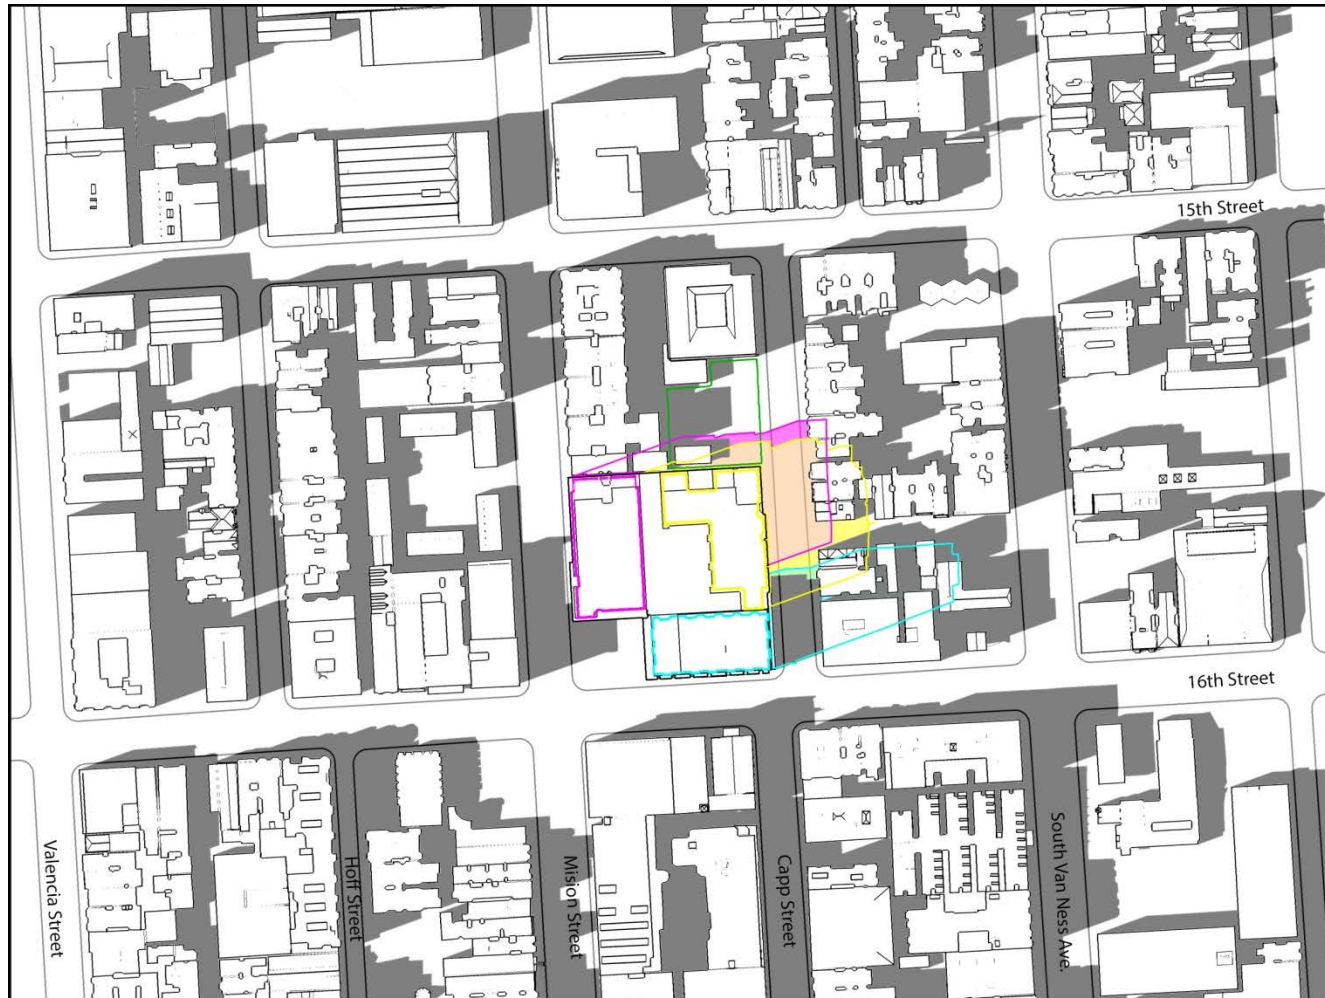 15th Street
16th Street
Valencia Street
Hoff Street
Mision Street
Capp Street
South Van Ness Ave.